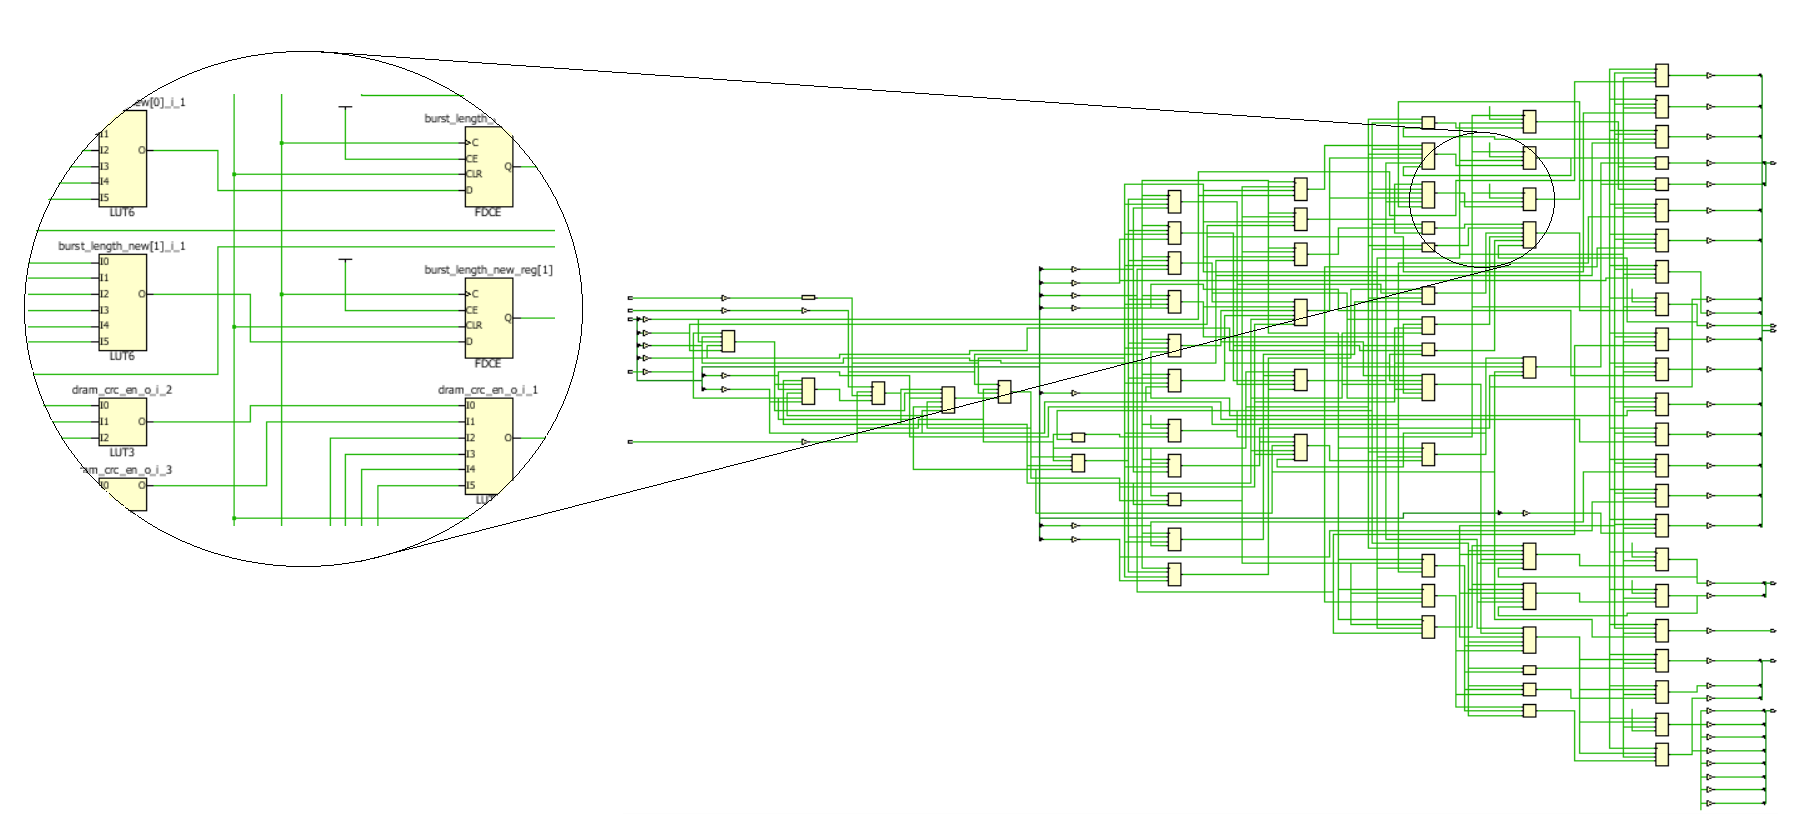 ew[0]_i_1
I1
I2
I3
I4
I5
O
LUT6
burst_length_
C
CE
CLR
D
Q
FDCE
burst_length_new[1]_i_1
I0
I1
I2
I3
I4
I5
O
LUT6
burst_length_new_reg[1]
C
CE
CLR
D
Q
FDCE
dram_crc_en_o_i_2
I0
I1
I2
O
LUT3
dram_crc_en_o_i_1
I0
I1
I2
I3
I4
I5
O
am_crc_en_o_i_3
I0
O